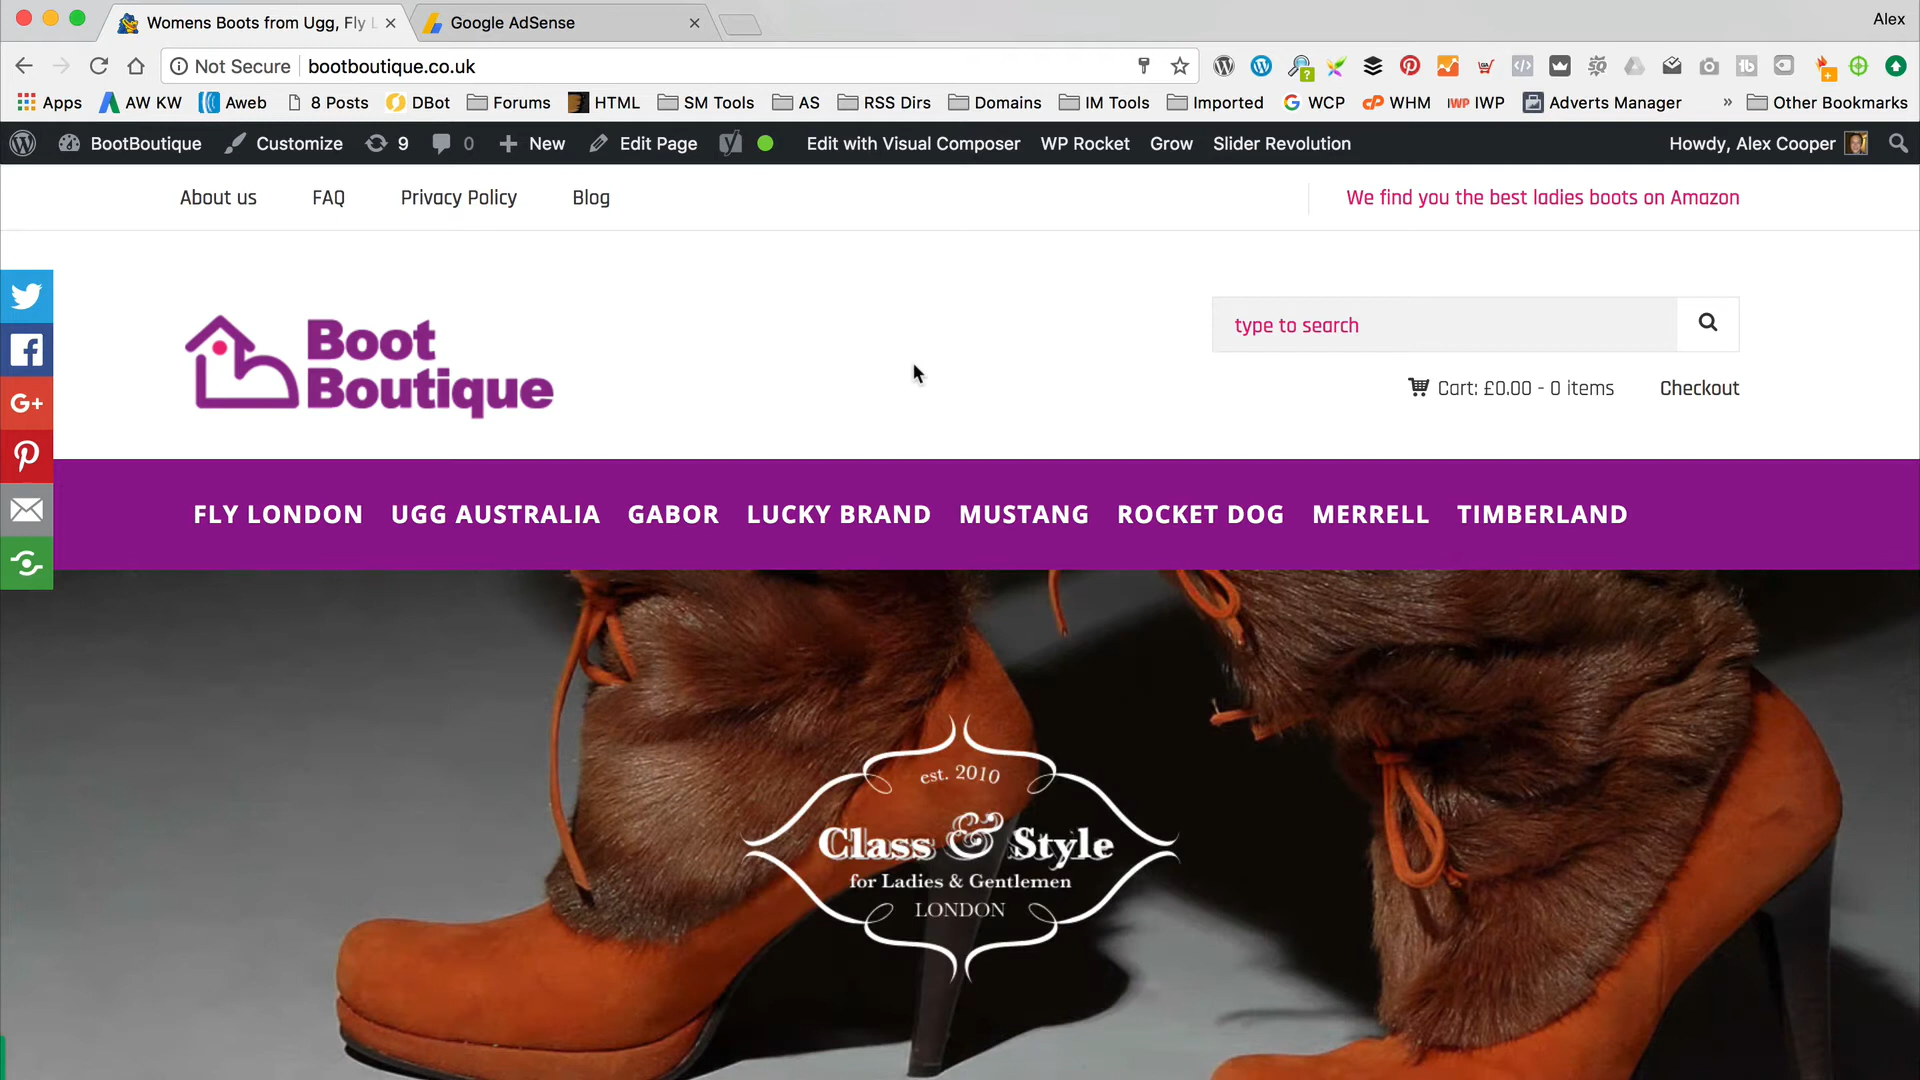 Womens Boots from Ugg, Fly L
Google AdSense
Alex
Not Secure
bootboutique.co.uk
Apps
AW KW
Aweb
8 Posts
DBot
Forums
HTML
SM Tools
AS
RSS Dirs
Domains
IM Tools
Imported
WCP
WHM
IWP
Adverts Manager
»
Other Bookmarks
BootBoutique
Customize
9
0
New
Edit Page
Edit with Visual Composer
WP Rocket
Grow
Slider Revolution
Howdy, Alex Cooper
About us
FAQ
Privacy Policy
Blog
We find you the best ladies boots on Amazon
Boot
Boutique
type to search
Cart: £0.00 - 0 items
Checkout
FLY LONDON
UGG AUSTRALIA
GABOR
LUCKY BRAND
MUSTANG
ROCKET DOG
MERRELL
TIMBERLAND
est. 2010
Class & Style
for Ladies & Gentlemen
LONDON